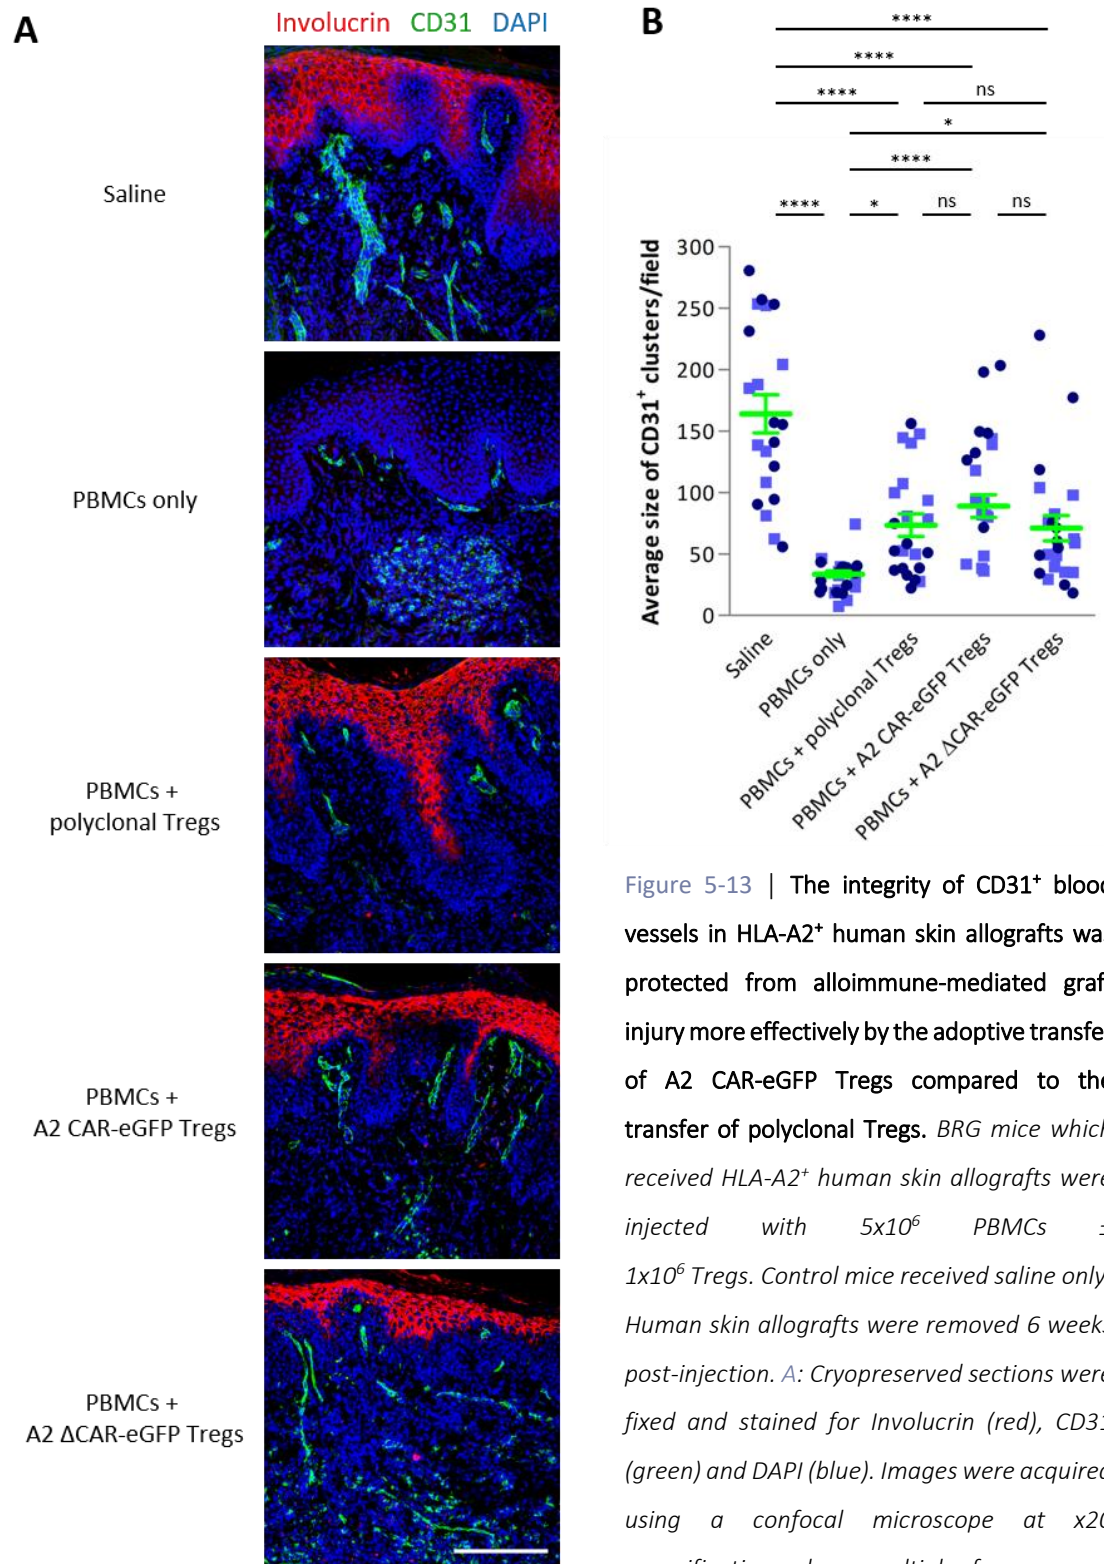 A
Involucrin CD31 DAPI
Saline
PBMCs only
PBMCs +
polyclonal Tregs
PBMCs +
A2 CAR-eGFP Tregs
PBMCs +
A2 ΔCAR-eGFP Tregs
B
****
****
**** ns
*
****
**** * ns ns
Average size of CD31⁺ clusters/field
300
250
200
150
100
50
0
Saline
PBMCs only
PBMCs + polyclonal Tregs
PBMCs + A2 CAR-eGFP Tregs
PBMCs + A2 ΔCAR-eGFP Tregs
Figure 5-13 | The integrity of CD31⁺ blood
vessels in HLA-A2⁺ human skin allografts wa
protected from alloimmune-mediated graf
injury more effectively by the adoptive transfe
of A2 CAR-eGFP Tregs compared to the
transfer of polyclonal Tregs. BRG mice which
received HLA-A2⁺ human skin allografts were
injected with 5x10⁶ PBMCs ±
1x10⁶ Tregs. Control mice received saline only
Human skin allografts were removed 6 weeks
post-injection. A: Cryopreserved sections were
fixed and stained for Involucrin (red), CD31
(green) and DAPI (blue). Images were acquired
using a confocal microscope at x20